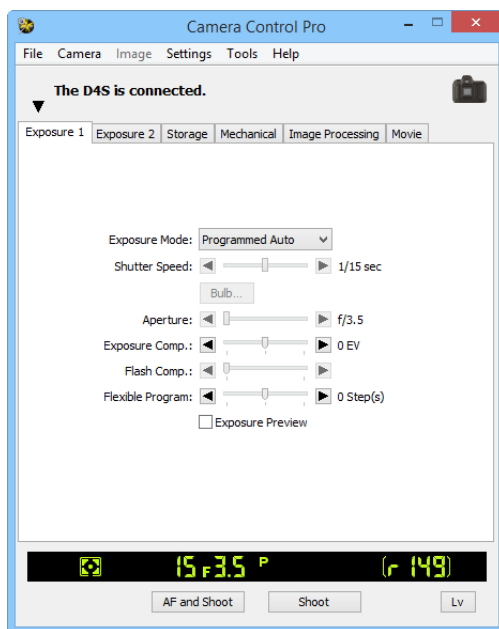 Camera Control Pro
File Camera Image Settings Tools Help
The D4S is connected.
Exposure 1 Exposure 2 Storage Mechanical Image Processing Movie
Exposure Mode: Programmed Auto
Shutter Speed: 1/15 sec
Bulb...
Aperture: f/3.5
Exposure Comp.: 0 EV
Flash Comp.:
Flexible Program: 0 Step(s)
Exposure Preview
15 F3.5 P (r 149)
AF and Shoot Shoot Lv